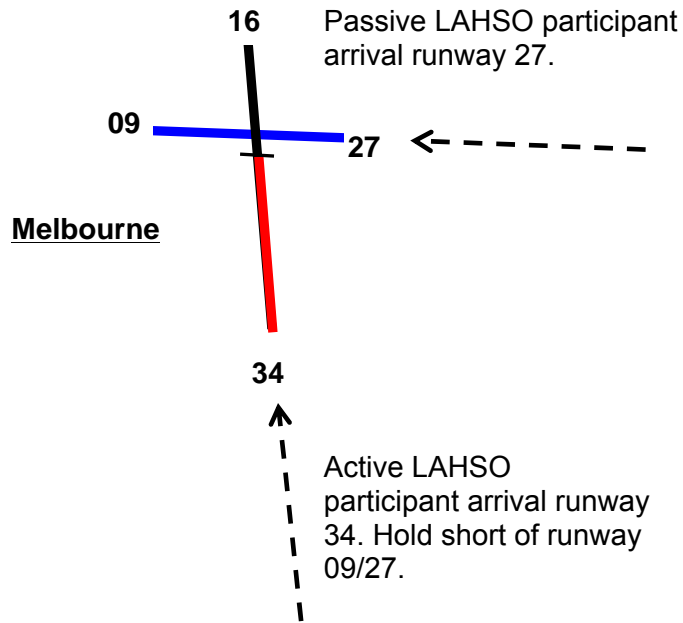 16
Passive LAHSO participant
arrival runway 27.
09
27
Melbourne
34
Active LAHSO
participant arrival runway
34. Hold short of runway
09/27.